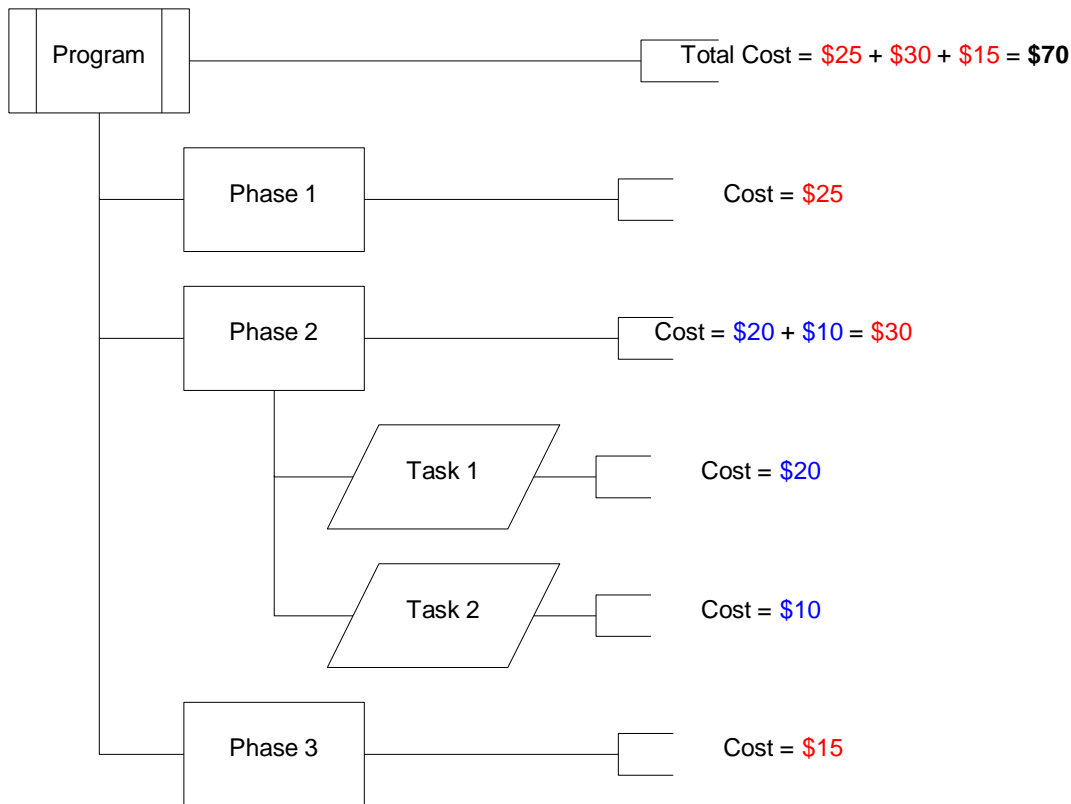 Program
Total Cost = $25 + $30 + $15 = $70
Phase 1
Cost = $25
Phase 2
Cost = $20 + $10 = $30
Task 1
Cost = $20
Task 2
Cost = $10
Phase 3
Cost = $15